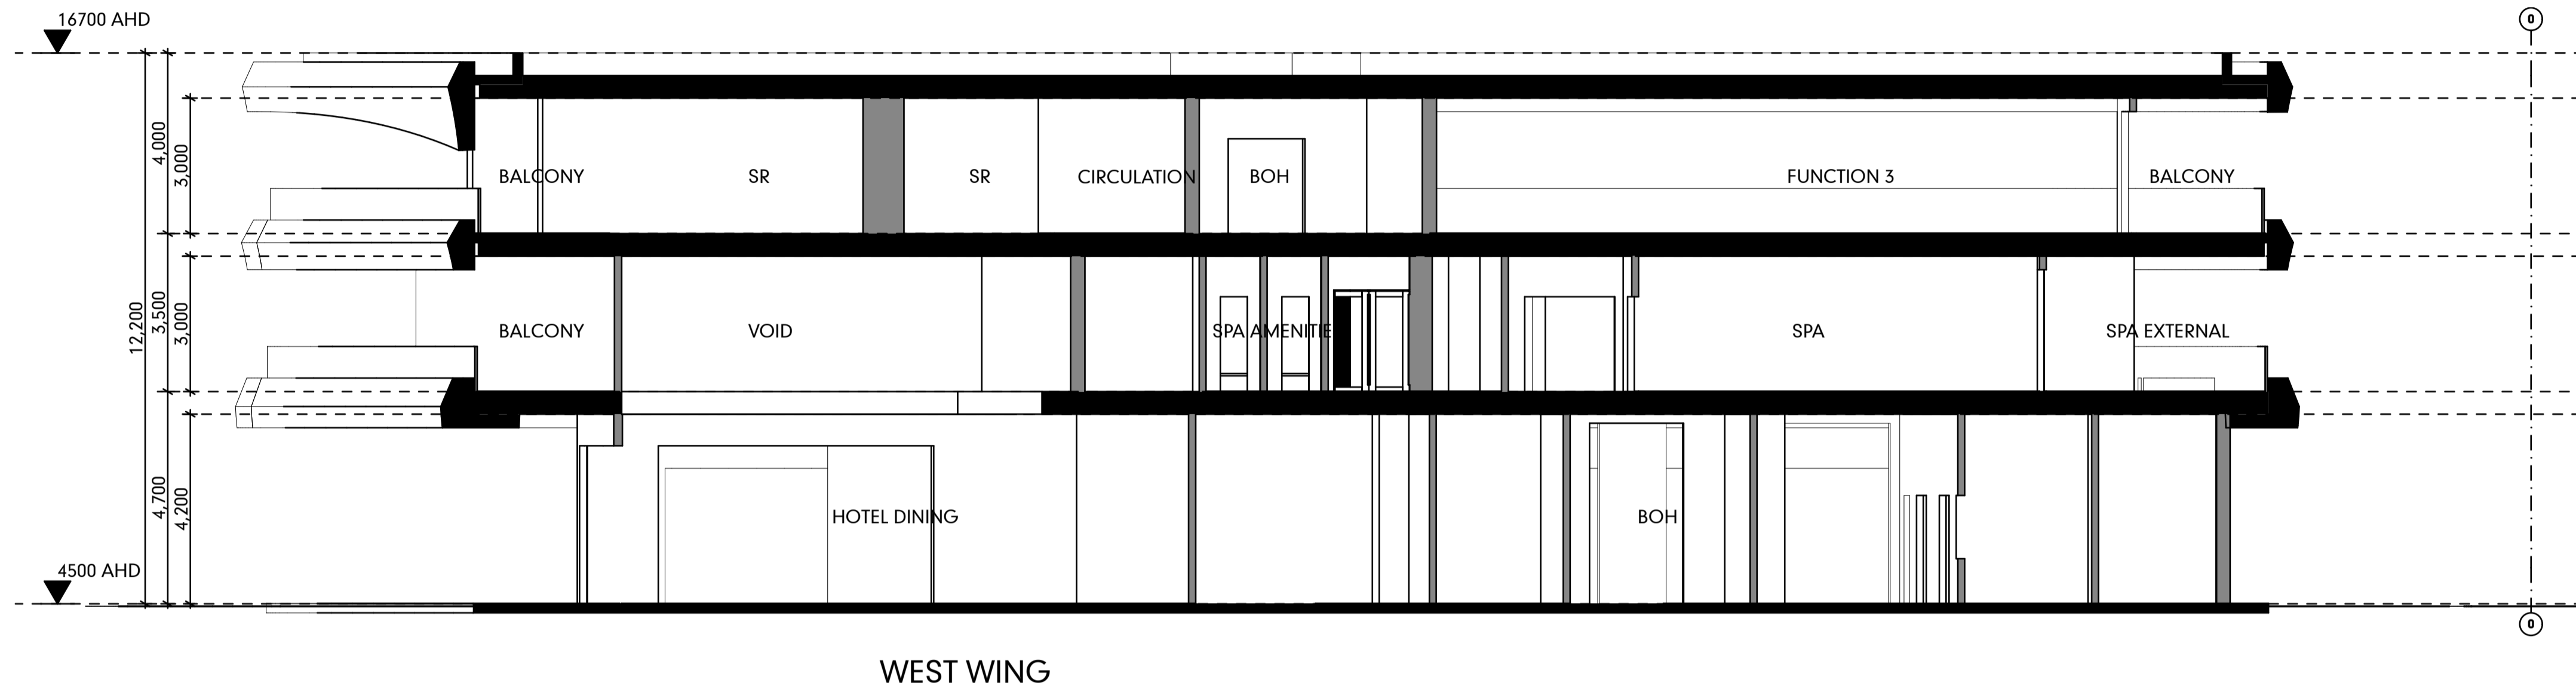 16700 AHD
0
4,000
3,000
BALCONY
SR
SR
CIRCULATION
BOH
FUNCTION 3
BALCONY
12,200
3,500
3,000
BALCONY
VOID
SPA AMENITIE
SPA
SPA EXTERNAL
4,700
4,200
HOTEL DINING
BOH
4500 AHD
0
WEST WING